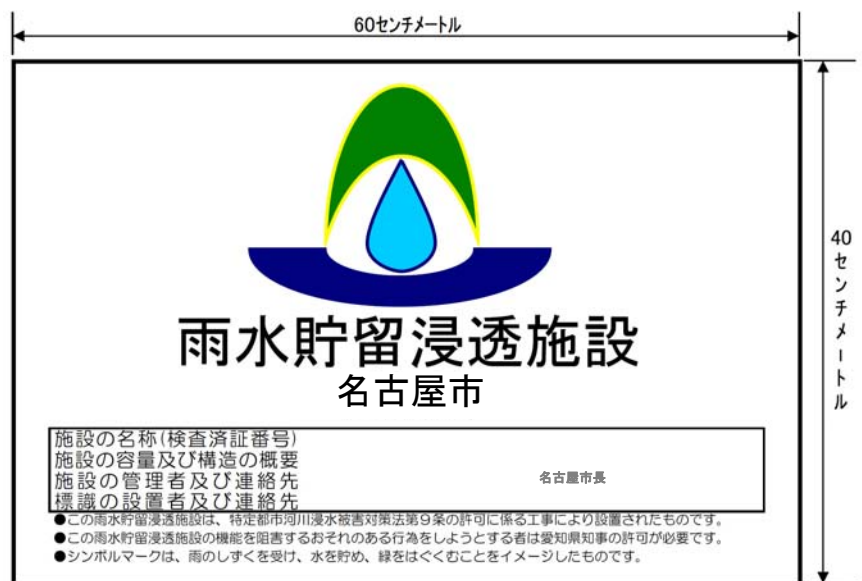 60センチメートル
40センチメートル
雨水貯留浸透施設
名古屋市
施設の名称(検査済証番号)
施設の容量及び構造の概要
施設の管理者及び連絡先
名古屋市長
標識の設置者及び連絡先
●この雨水貯留浸透施設は、特定都市河川浸水被害対策法第9条の許可に係る工事により設置されたものです。
●この雨水貯留浸透施設の機能を阻害するおそれのある行為をしようとする者は愛知県知事の許可が必要です。
●シンボルマークは、雨のしずくを受け、水を貯め、緑をはぐくむことをイメージしたものです。